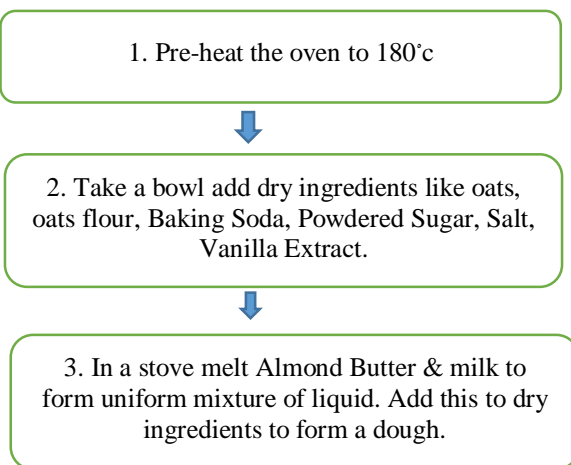 1. Pre-heat the oven to 180˚c
2. Take a bowl add dry ingredients like oats,
oats flour, Baking Soda, Powdered Sugar, Salt,
Vanilla Extract.
3. In a stove melt Almond Butter & milk to
form uniform mixture of liquid. Add this to dry
ingredients to form a dough.